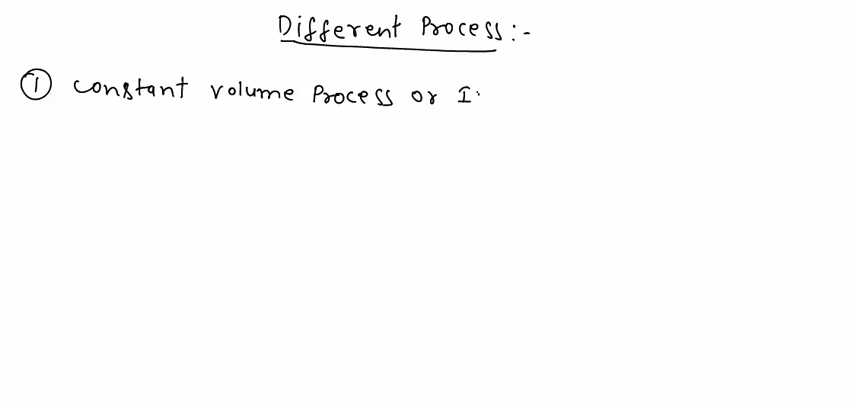 Different Process:-
① constant volume Process or I